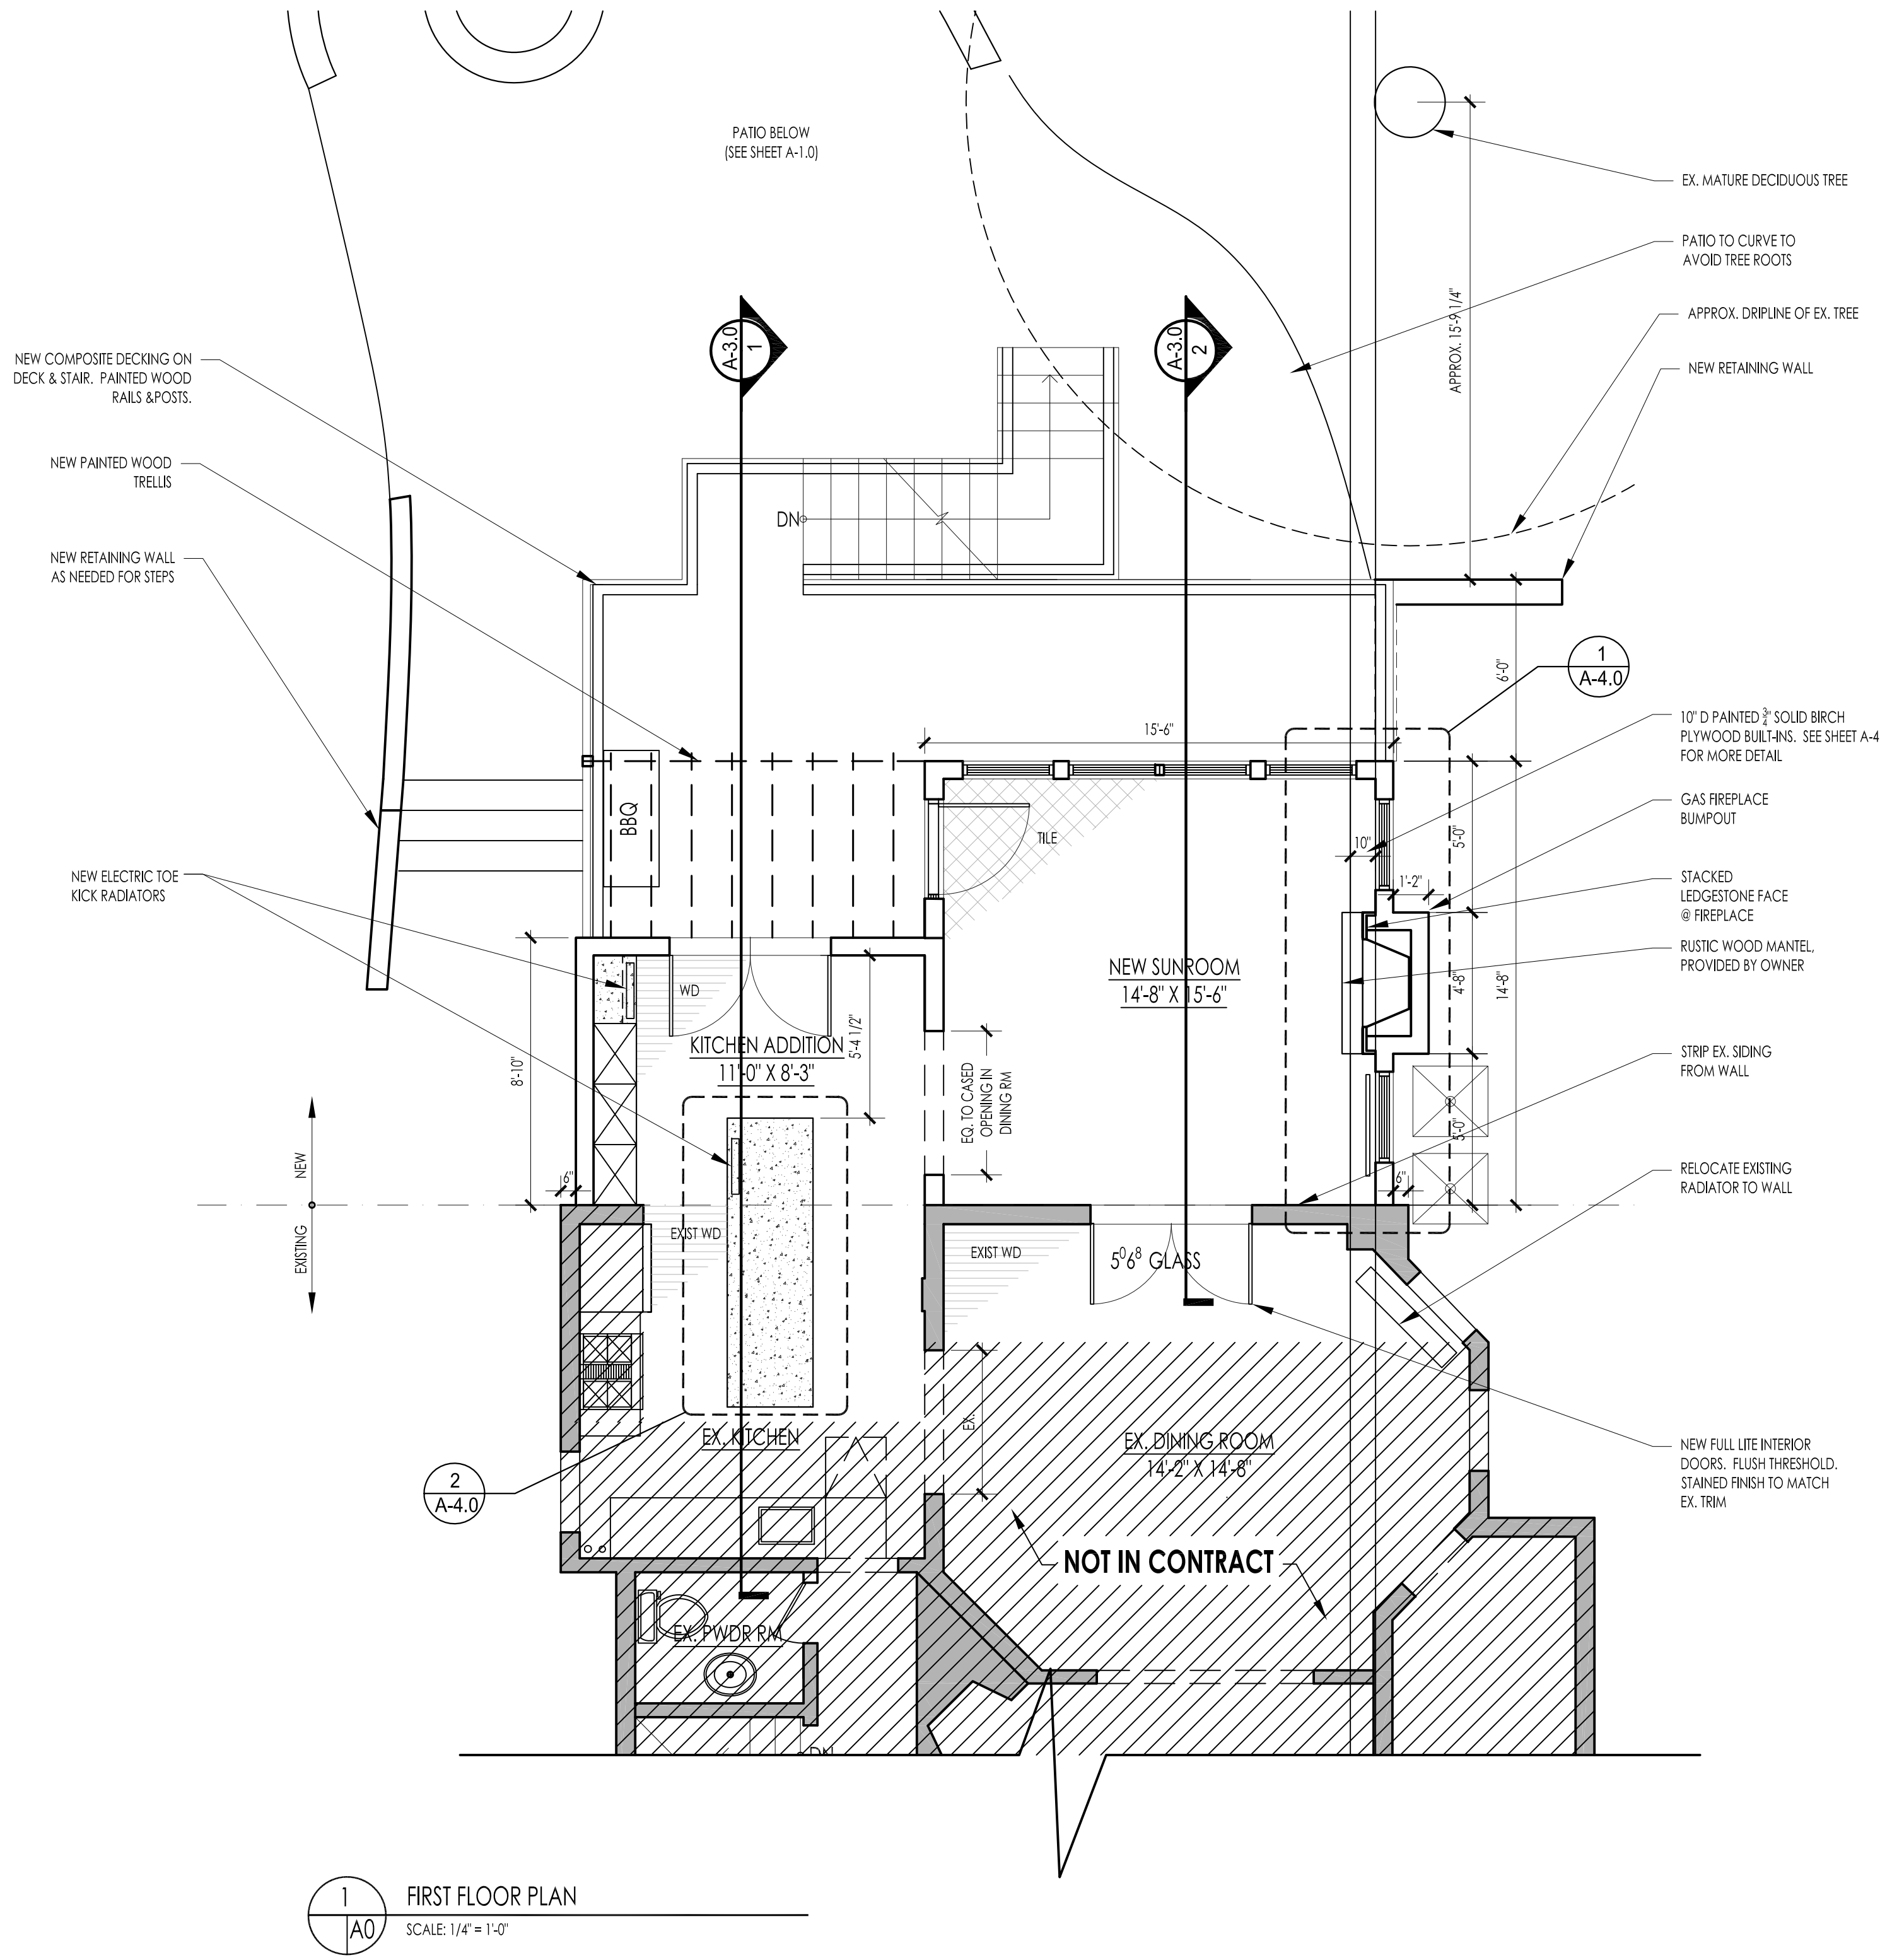 PATIO BELOW
(SEE SHEET A-1.0)
EX. MATURE DECIDUOUS TREE
PATIO TO CURVE TO
AVOID TREE ROOTS
APPROX. 15'-9 1/4"
APPROX. DRIPLINE OF EX. TREE
NEW RETAINING WALL
A-3.0
1
A-3.0
2
NEW COMPOSITE DECKING ON
DECK & STAIR. PAINTED WOOD
RAILS &POSTS.
NEW PAINTED WOOD
TRELLIS
NEW RETAINING WALL
AS NEEDED FOR STEPS
NEW ELECTRIC TOE
KICK RADIATORS
DN
1
A-4.0
6'-0"
15'-6"
10" D PAINTED 3/4" SOLID BIRCH
PLYWOOD BUILT-INS. SEE SHEET A-4
FOR MORE DETAIL
GAS FIREPLACE
BUMPOUT
STACKED
LEDGESTONE FACE
@ FIREPLACE
RUSTIC WOOD MANTEL,
PROVIDED BY OWNER
STRIP EX. SIDING
FROM WALL
RELOCATE EXISTING
RADIATOR TO WALL
NEW FULL LITE INTERIOR
DOORS. FLUSH THRESHOLD.
STAINED FINISH TO MATCH
EX. TRIM
BBQ
TILE
10"
5'-0"
1'-2"
4'-8"
14'-8"
5'-0"
6"
NEW SUNROOM
14'-8" X 15'-6"
WD
KITCHEN ADDITION
11'-0" X 8'-3"
5'-4 1/2"
8'-10"
EQ. TO CASED
OPENING IN
DINING RM
6"
NEW
EXISTING
EXIST WD
EXIST WD
5⁰6⁸ GLASS
EX. KITCHEN
EX.
EX. DINING ROOM
14'-2" X 14'-8"
2
A-4.0
NOT IN CONTRACT
EX. PWDR RM
DN
1
A0
FIRST FLOOR PLAN
SCALE: 1/4" = 1'-0"